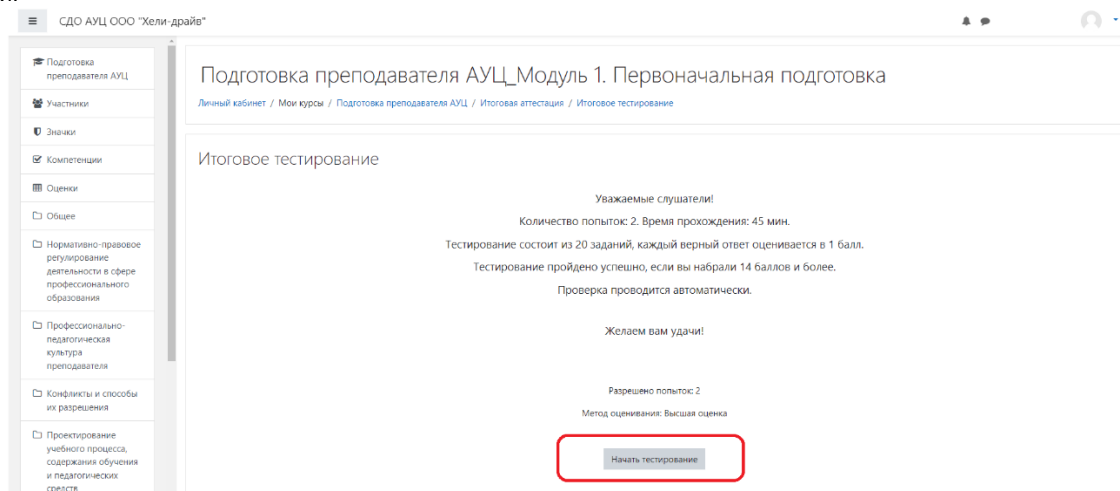 СДО АУЦ ООО "Хели-драйв"
Подготовка
преподавателя АУЦ
Участники
Значки
Компетенции
Оценки
Общее
Нормативно-правовое
регулирование
деятельности в сфере
профессионального
образования
Профессионально-
педагогическая
культура
преподавателя
Конфликты и способы
их разрешения
Проектирование
учебного процесса,
содержания обучения
и педагогических
средств
Подготовка преподавателя АУЦ_Модуль 1. Первоначальная подготовка
Личный кабинет / Мои курсы / Подготовка преподавателя АУЦ / Итоговая аттестация / Итоговое тестирование
Итоговое тестирование
Уважаемые слушатели!
Количество попыток: 2. Время прохождения: 45 мин.
Тестирование состоит из 20 заданий, каждый верный ответ оценивается в 1 балл.
Тестирование пройдено успешно, если вы набрали 14 баллов и более.
Проверка проводится автоматически.
Желаем вам удачи!
Разрешено попыток: 2
Метод оценивания: Высшая оценка
Начать тестирование